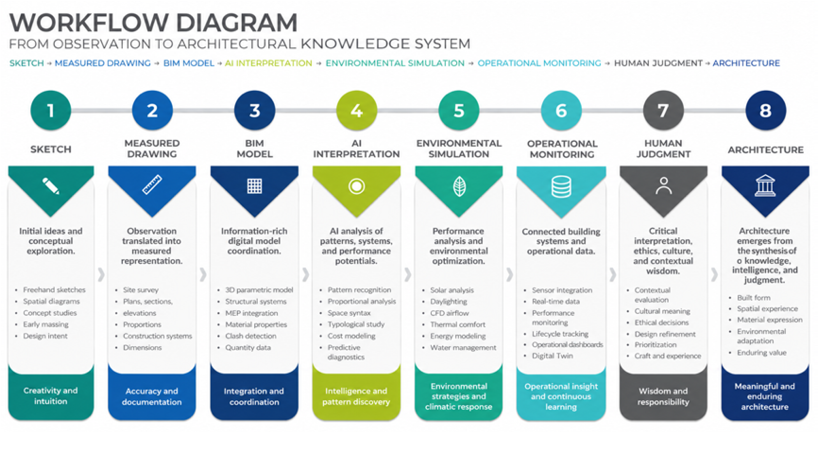 WORKFLOW DIAGRAM
FROM OBSERVATION TO ARCHITECTURAL KNOWLEDGE SYSTEM
SKETCH → MEASURED DRAWING → BIM MODEL → AI INTERPRETATION → ENVIRONMENTAL SIMULATION → OPERATIONAL MONITORING → HUMAN JUDGMENT → ARCHITECTURE
1
SKETCH
Initial ideas and
conceptual
exploration.
• Freehand sketches
• Spatial diagrams
• Concept studies
• Early massing
• Design intent
Creativity and
intuition
2
MEASURED
DRAWING
Observation
translated into
measured
representation.
• Site survey
• Plans, sections,
• elevations
• Proportions
• Construction systems
• Dimensions
Accuracy and
documentation
3
BIM
MODEL
Information-rich
digital model
coordination.
• 3D parametric model
• Structural systems
• MEP integration
• Material properties
• Clash detection
• Quantity data
Integration and
coordination
4
AI
INTERPRETATION
AI analysis of
patterns, systems,
and performance
potentials.
• Pattern recognition
• Proportional analysis
• Space syntax
• Typological study
• Cost modeling
• Predictive
diagnostics
Intelligence and
pattern discovery
5
ENVIRONMENTAL
SIMULATION
Performance
analysis and
environmental
optimization.
• Solar analysis
• Daylighting
• CFD airflow
• Thermal comfort
• Energy modeling
• Water management
Environmental
strategies and
climatic response
6
OPERATIONAL
MONITORING
Connected building
systems and
operational data.
• Sensor integration
• Real-time data
• Performance
monitoring
• Lifecycle tracking
• Operational dashboards
• Digital Twin
Operational insight
and continuous
learning
7
HUMAN
JUDGMENT
Critical
interpretation,
ethics, culture,
and contextual
wisdom.
• Contextual
evaluation
• Cultural meaning
• Ethical decisions
• Design refinement
• Prioritization
• Craft and experience
Wisdom and
responsibility
8
ARCHITECTURE
Architecture
emerges from
the synthesis of
o knowledge,
intelligence, and
judgment.
• Built form
• Spatial experience
• Material expression
• Environmental
adaptation
• Enduring value
Meaningful and
enduring
architecture